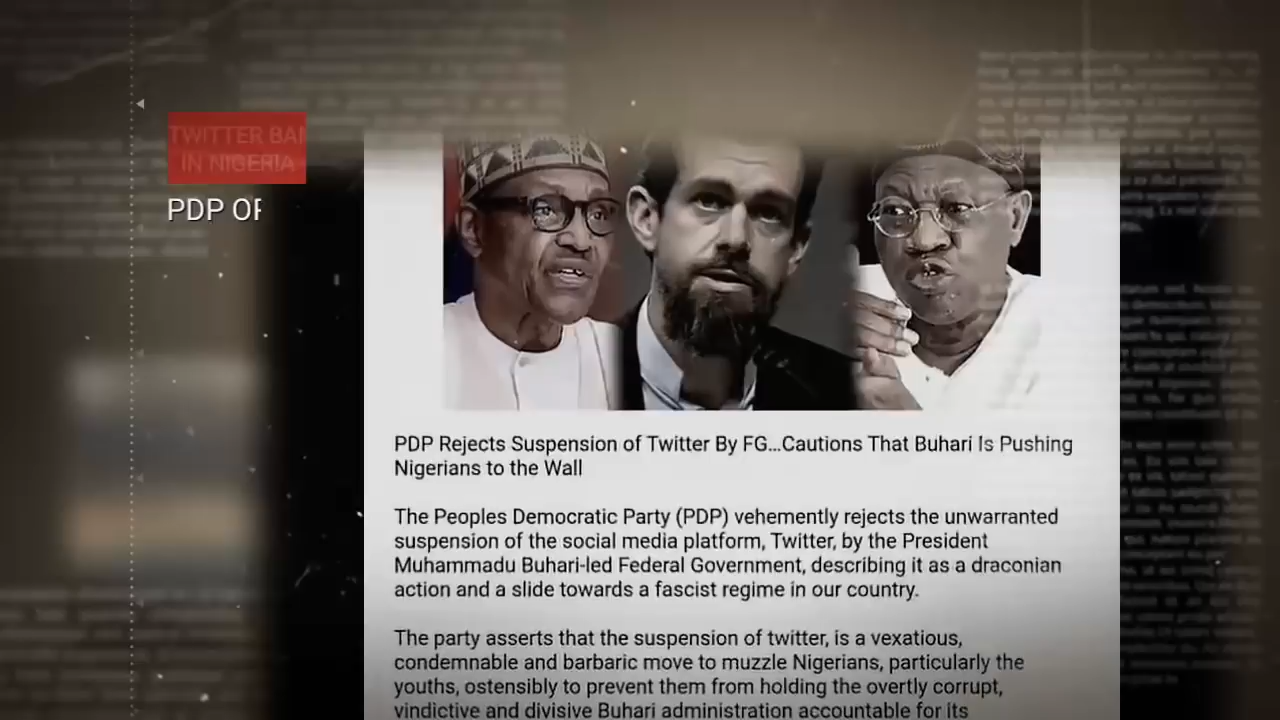 TWITTER BAN
IN NIGERIA
PDP OF
PDP Rejects Suspension of Twitter By FG...Cautions That Buhari Is Pushing
Nigerians to the Wall
The Peoples Democratic Party (PDP) vehemently rejects the unwarranted
suspension of the social media platform, Twitter, by the President
Muhammadu Buhari-led Federal Government, describing it as a draconian
action and a slide towards a fascist regime in our country.
The party asserts that the suspension of twitter, is a vexatious,
condemnable and barbaric move to muzzle Nigerians, particularly the
youths, ostensibly to prevent them from holding the overtly corrupt,
vindictive and divisive Buhari administration accountable for its